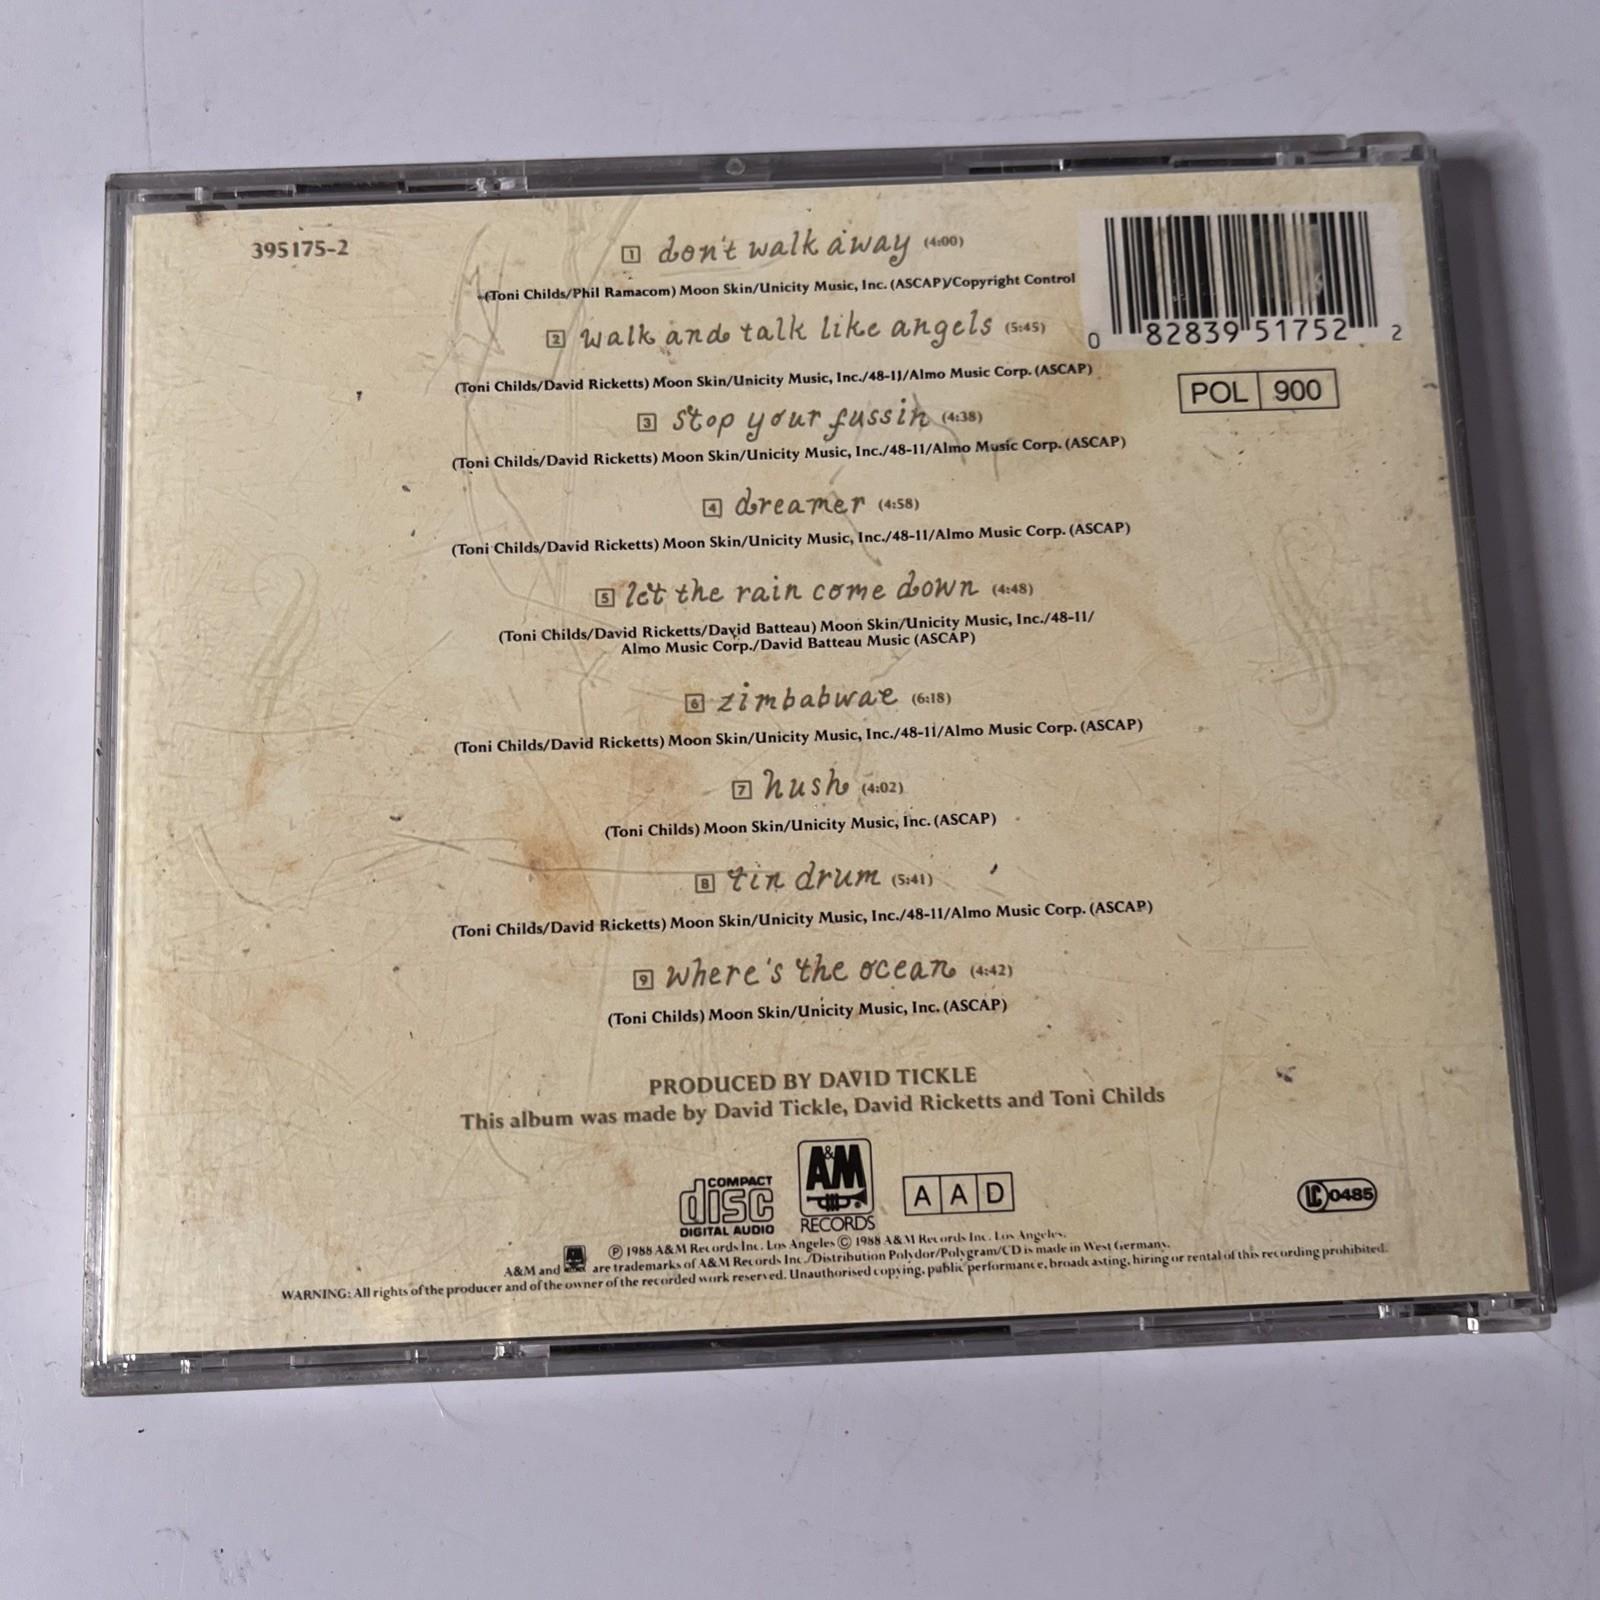 395175-2
1 don't walk away (4:00)
(Toni Childs/Phil Ramacom) Moon Skin/Unicity Music, Inc. (ASCAP)/Copyright Control
0 82839 51752 2
2 walk and talk like angels (5:45)
(Toni Childs/David Ricketts) Moon Skin/Unicity Music, Inc./48-11/Almo Music Corp. (ASCAP)
POL 900
3 stop your fussin (4:38)
(Toni Childs/David Ricketts) Moon Skin/Unicity Music, Inc./48-11/Almo Music Corp. (ASCAP)
4 dreamer (4:58)
(Toni Childs/David Ricketts) Moon Skin/Unicity Music, Inc./48-11/Almo Music Corp. (ASCAP)
5 let the rain come down (4:48)
(Toni Childs/David Ricketts/David Batteau) Moon Skin/Unicity Music, Inc./48-11/
Almo Music Corp./David Batteau Music (ASCAP)
6 zimbabwae (6:18)
(Toni Childs/David Ricketts) Moon Skin/Unicity Music, Inc./48-11/Almo Music Corp. (ASCAP)
7 hush (4:02)
(Toni Childs) Moon Skin/Unicity Music, Inc. (ASCAP)
8 tin drum (5:41)
(Toni Childs/David Ricketts) Moon Skin/Unicity Music, Inc./48-11/Almo Music Corp. (ASCAP)
9 where's the ocean (4:42)
(Toni Childs) Moon Skin/Unicity Music, Inc. (ASCAP)
PRODUCED BY DAVID TICKLE
This album was made by David Tickle, David Ricketts and Toni Childs
COMPACT disc DIGITAL AUDIO
A&M RECORDS
A A D
LC 0485
℗ 1988 A&M Records Inc. Los Angeles © 1988 A&M Records Inc. Los Angeles.
A&M and A&M are trademarks of A&M Records Inc./Distribution Polydor/Polygram/CD is made in West Germany.
WARNING: All rights of the producer and of the owner of the recorded work reserved. Unauthorised copying, public performance, broadcasting, hiring or rental of this recording prohibited.